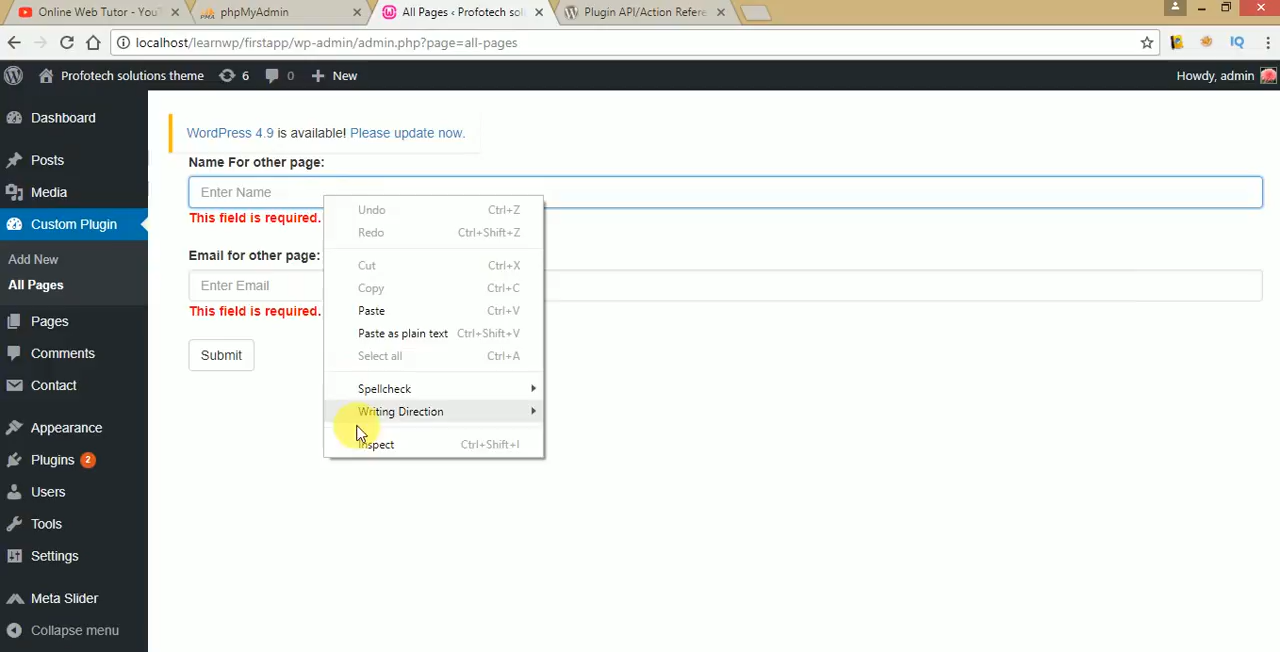 Online Web Tutor - YouT
phpMyAdmin
All Pages ‹ Profotech sol
Plugin API/Action Refere
localhost/learnwp/firstapp/wp-admin/admin.php?page=all-pages
IQ
Profotech solutions theme
6
0
New
Howdy, admin
Dashboard
Posts
Media
Custom Plugin
Add New
All Pages
Pages
Comments
Contact
Appearance
Plugins 2
Users
Tools
Settings
Meta Slider
Collapse menu
WordPress 4.9 is available! Please update now.
Name For other page:
Enter Name
This field is required.
Email for other page:
Enter Email
This field is required.
Submit
Undo Ctrl+Z
Redo Ctrl+Shift+Z
Cut Ctrl+X
Copy Ctrl+C
Paste Ctrl+V
Paste as plain text Ctrl+Shift+V
Select all Ctrl+A
Spellcheck
Writing Direction
Inspect Ctrl+Shift+I